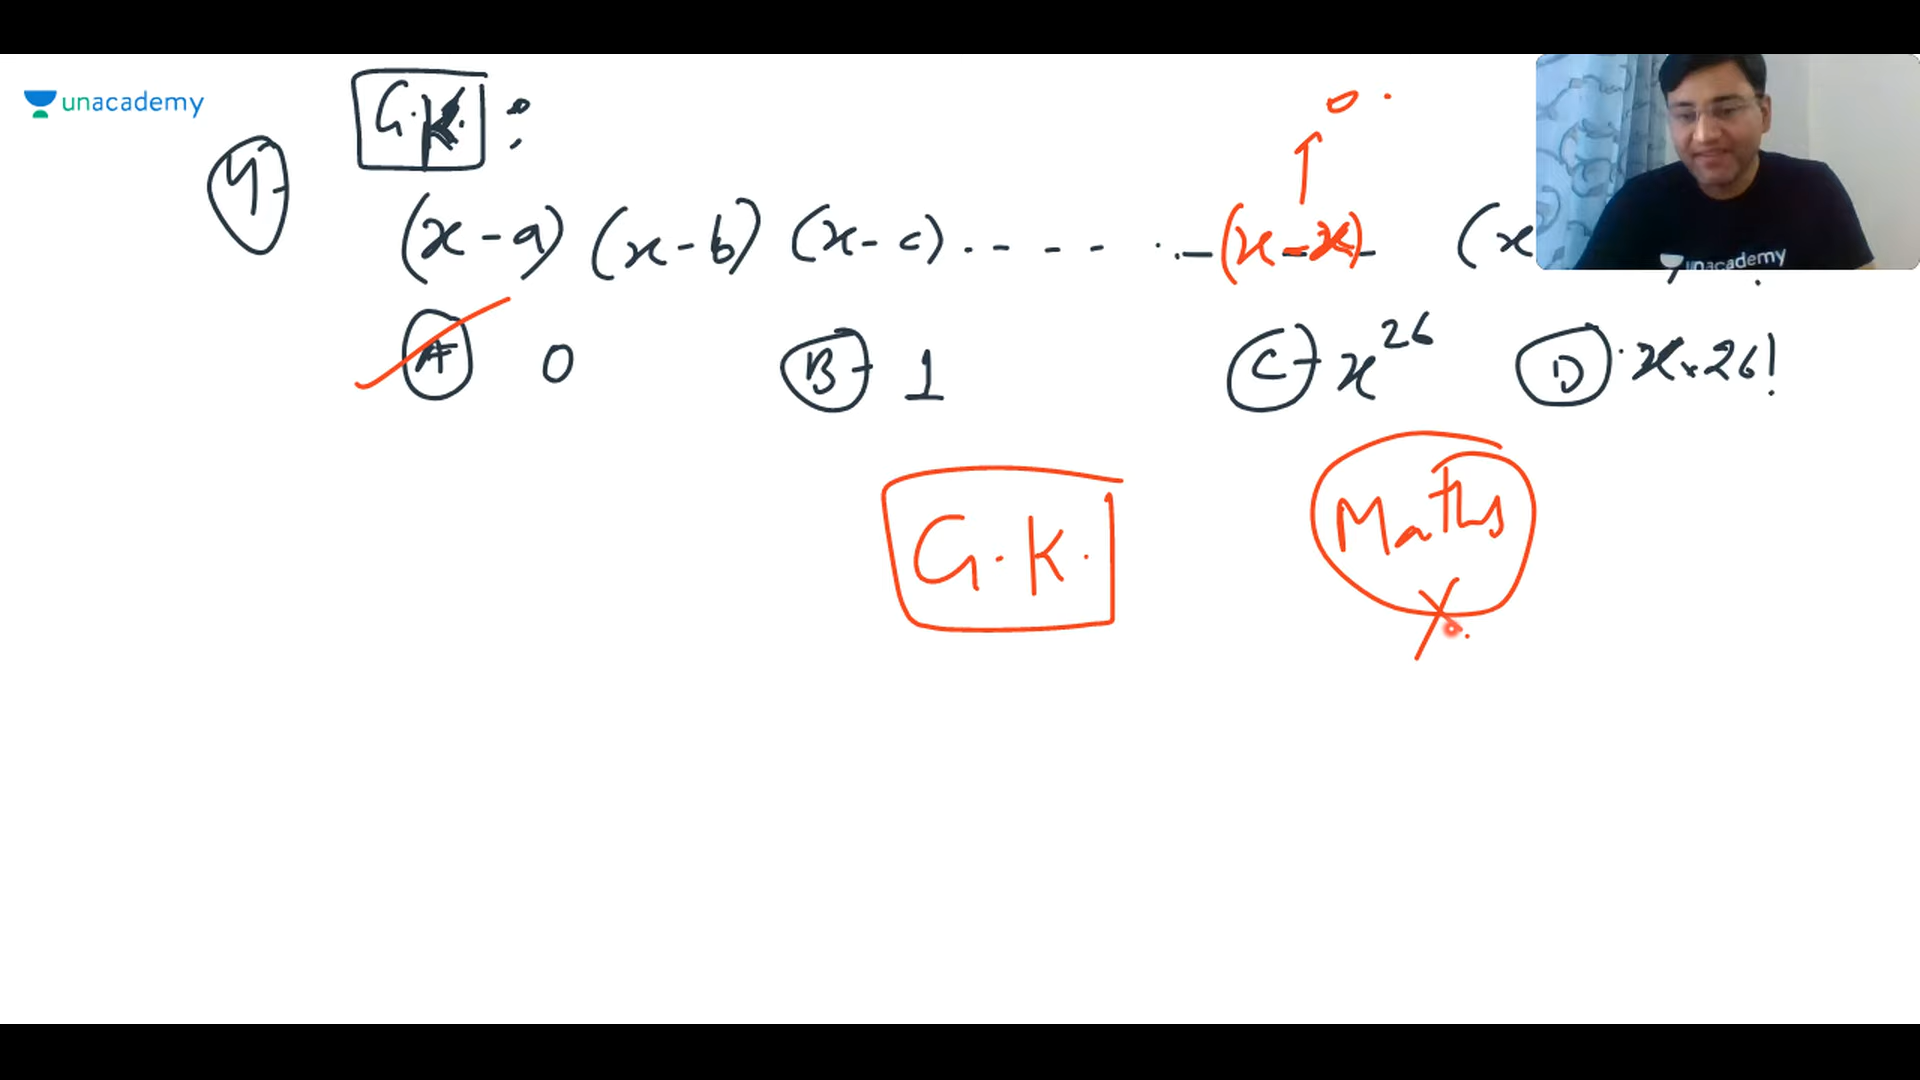 unacademy
G.K. :
4
(x-a) (x-b) (x-c) . - - - . - (x-x) - (x
0 .
A 0 B 1 C x^26 D x×26!
G.K. Maths
X
unacademy